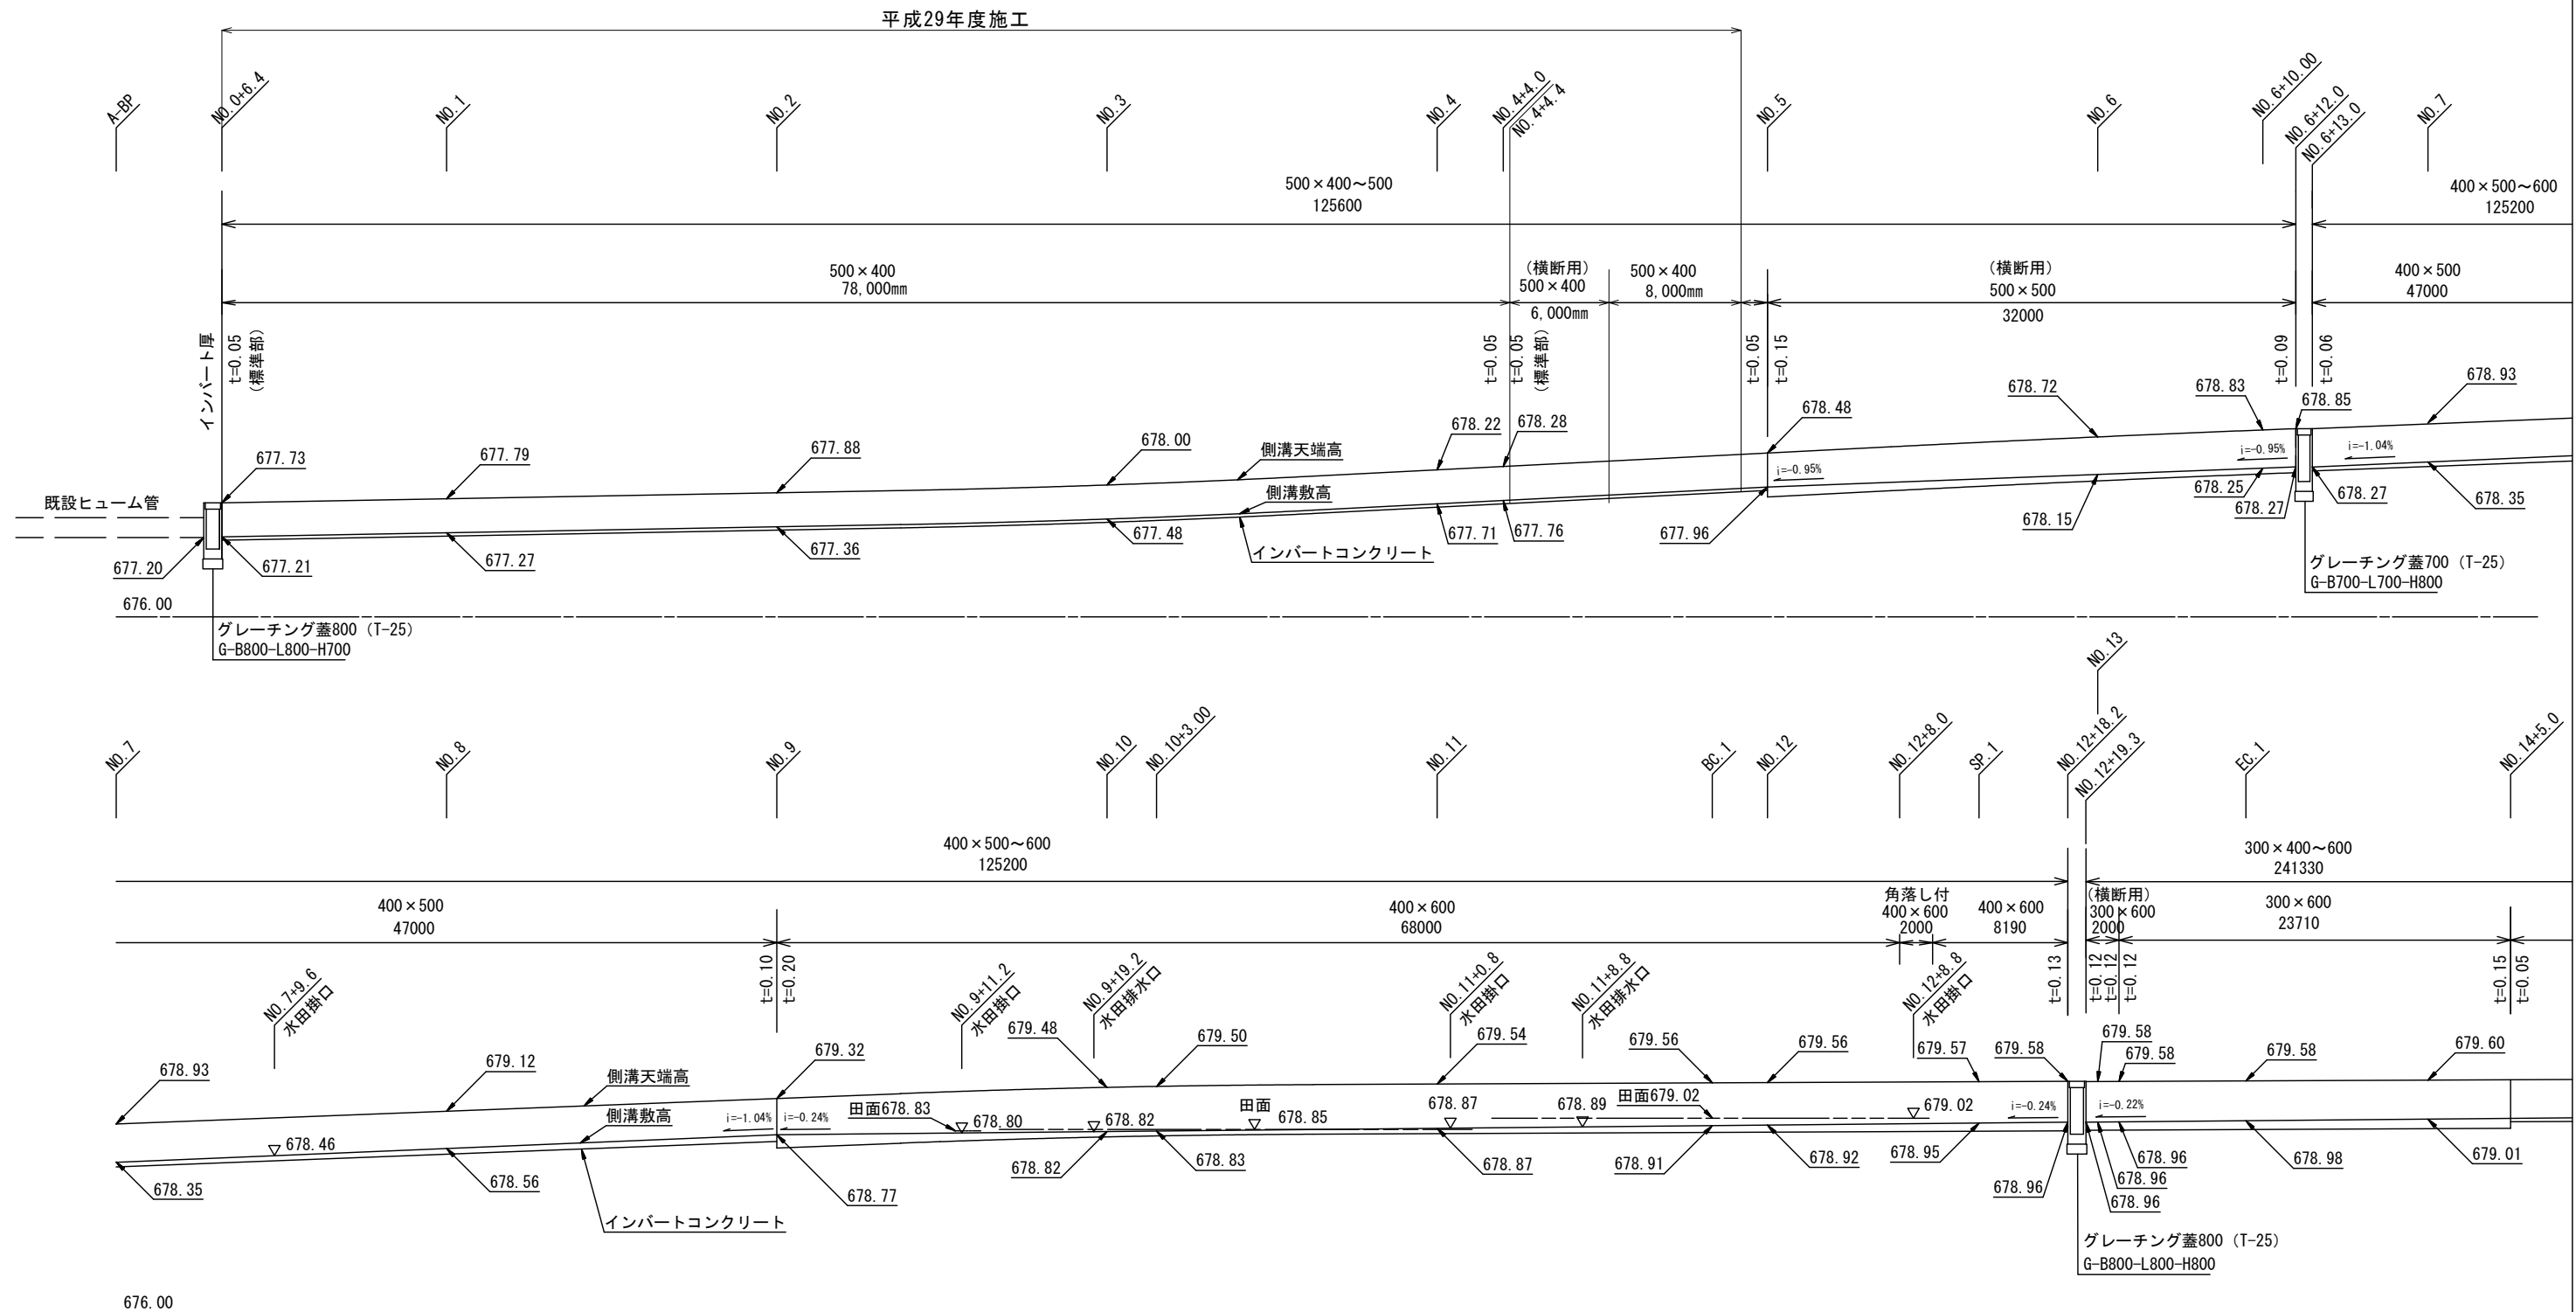 平成29年度施工
A-BP
NO.0+6.4
NO.1
NO.2
NO.3
NO.4
NO.4+4.0
NO.4+4.4
NO.5
NO.6
NO.6+10.00
NO.6+12.0
NO.6+13.0
NO.7
500×400～500
125600
400×500～600
125200
500×400
78,000mm
(横断用)
500×400
6,000mm
500×400
8,000mm
(横断用)
500×500
32000
400×500
47000
インバート厚
t=0.05
(標準部)
t=0.05
t=0.05
(標準部)
t=0.05
t=0.15
t=0.09
t=0.06
677.73
677.79
677.88
678.00
側溝天端高
678.22
678.28
678.48
678.72
678.83
678.85
678.93
i=-0.95%
i=-0.95%
i=-1.04%
既設ヒューム管
側溝敷高
インバートコンクリート
677.20
677.21
677.27
677.36
677.48
677.71
677.76
677.96
678.15
678.25
678.27
678.27
678.35
グレーチング蓋700 (T-25)
G-B700-L700-H800
676.00
グレーチング蓋800 (T-25)
G-B800-L800-H700
NO.7
NO.8
NO.9
NO.10
NO.10+3.00
NO.11
BC.1
NO.12
NO.12+8.0
SP.1
NO.12+18.2
NO.12+19.3
NO.13
EC.1
NO.14+5.0
400×500～600
125200
300×400～600
241330
400×500
47000
400×600
68000
角落し付
400×600
2000
400×600
8190
(横断用)
300×600
2000
300×600
23710
t=0.10
t=0.20
t=0.13
t=0.12
t=0.12
t=0.12
t=0.15
t=0.05
NO.7+9.6
水田掛口
NO.9+11.2
水田掛口
NO.9+19.2
水田排水口
NO.11+0.8
水田掛口
NO.11+8.8
水田排水口
NO.12+8.8
水田掛口
678.93
679.12
側溝天端高
679.32
679.48
679.50
679.54
679.56
679.56
679.57
679.58
679.58
679.58
679.58
679.60
側溝敷高
i=-1.04%
i=-0.24%
田面678.83
678.80
678.82
田面
678.85
678.87
678.89
田面679.02
679.02
i=-0.24%
i=-0.22%
678.46
678.35
678.56
678.77
678.82
678.83
678.87
678.91
678.92
678.95
678.96
678.96
678.96
678.96
678.98
679.01
インバートコンクリート
グレーチング蓋800 (T-25)
G-B800-L800-H800
676.00